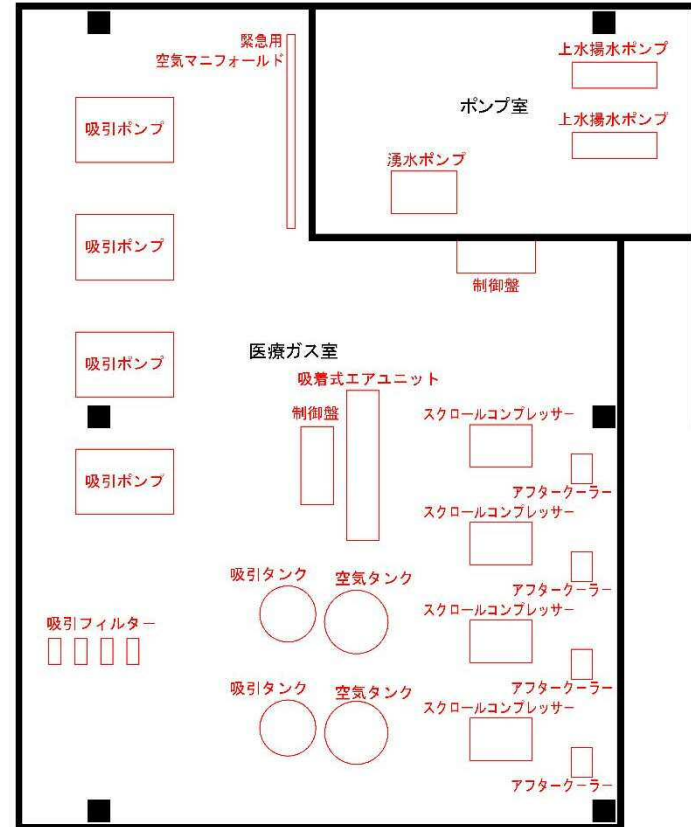 緊急用
空気マニフォールド
上水揚水ポンプ
ポンプ室
上水揚水ポンプ
吸引ポンプ
湧水ポンプ
吸引ポンプ
制御盤
医療ガス室
吸引ポンプ
吸着式エアユニット
制御盤
スクロールコンプレッサー
吸引ポンプ
アフタークーラー
スクロールコンプレッサー
吸引タンク
空気タンク
アフタークーラー
スクロールコンプレッサー
吸引フィルター
吸引タンク
空気タンク
アフタークーラー
スクロールコンプレッサー
アフタークーラー